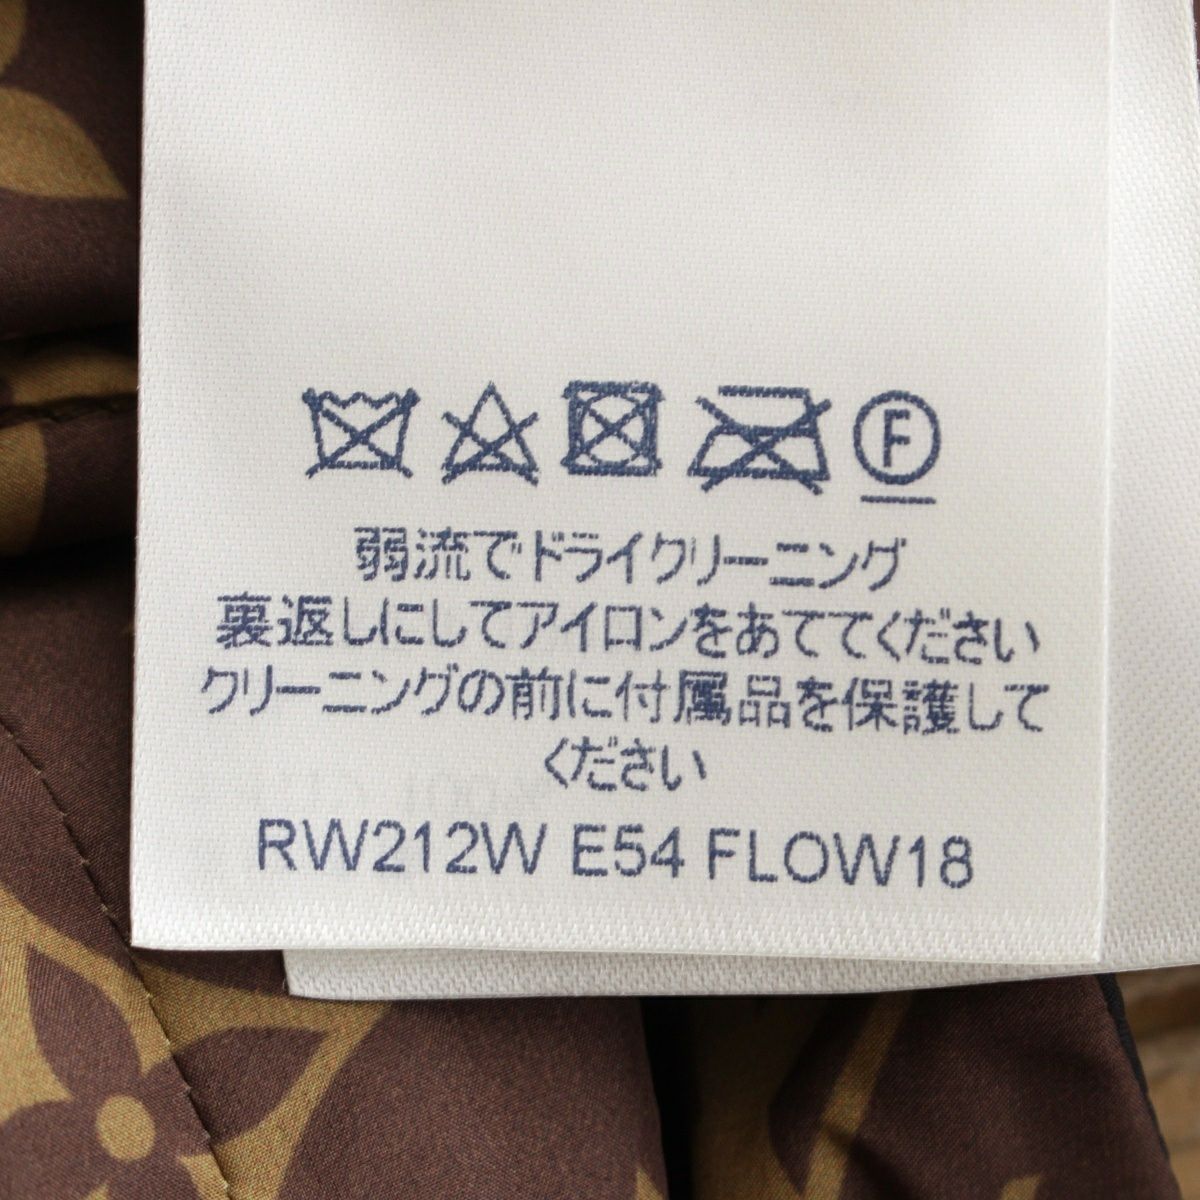 F
弱流でドライクリーニング
裏返しにしてアイロンをあててください
クリーニングの前に付属品を保護して
ください
RW212W E54 FLOW18